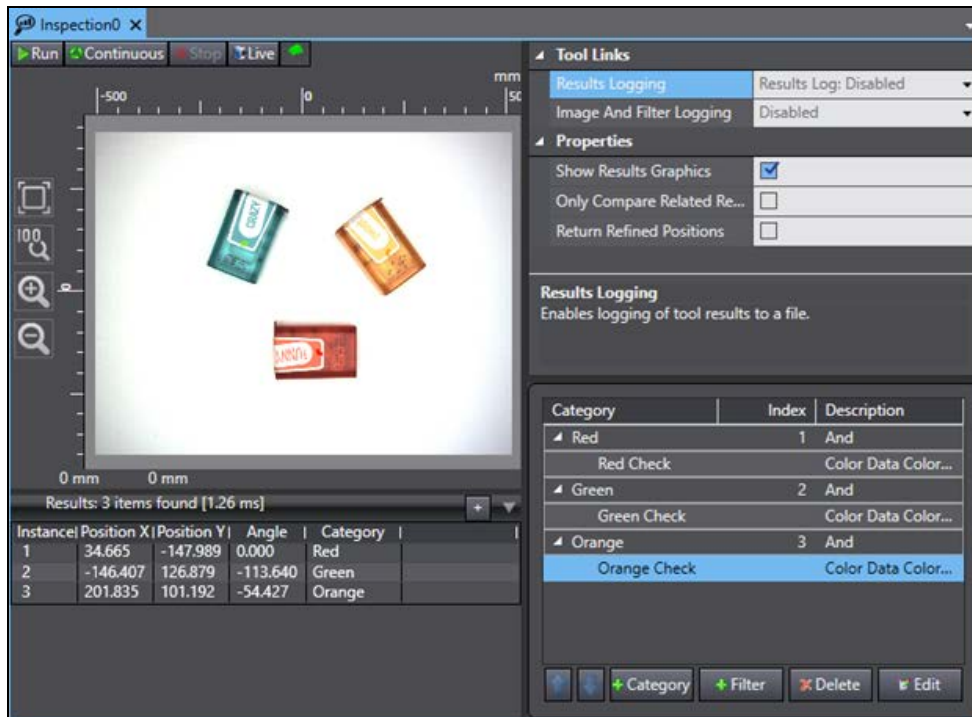 Inspection0
Run Continuous Stop Live
mm
-500 0 50
0
CRAZY
0 mm 0 mm
Results: 3 items found [1.26 ms]
Instance Position X Position Y Angle Category
1 34.665 -147.989 0.000 Red
2 -146.407 126.879 -113.640 Green
3 201.835 101.192 -54.427 Orange
Tool Links
Results Logging Results Log: Disabled
Image And Filter Logging Disabled
Properties
Show Results Graphics
Only Compare Related Re...
Return Refined Positions
Results Logging
Enables logging of tool results to a file.
Category Index Description
Red 1 And
Red Check Color Data Color...
Green 2 And
Green Check Color Data Color...
Orange 3 And
Orange Check Color Data Color...
+ Category + Filter Delete Edit
100